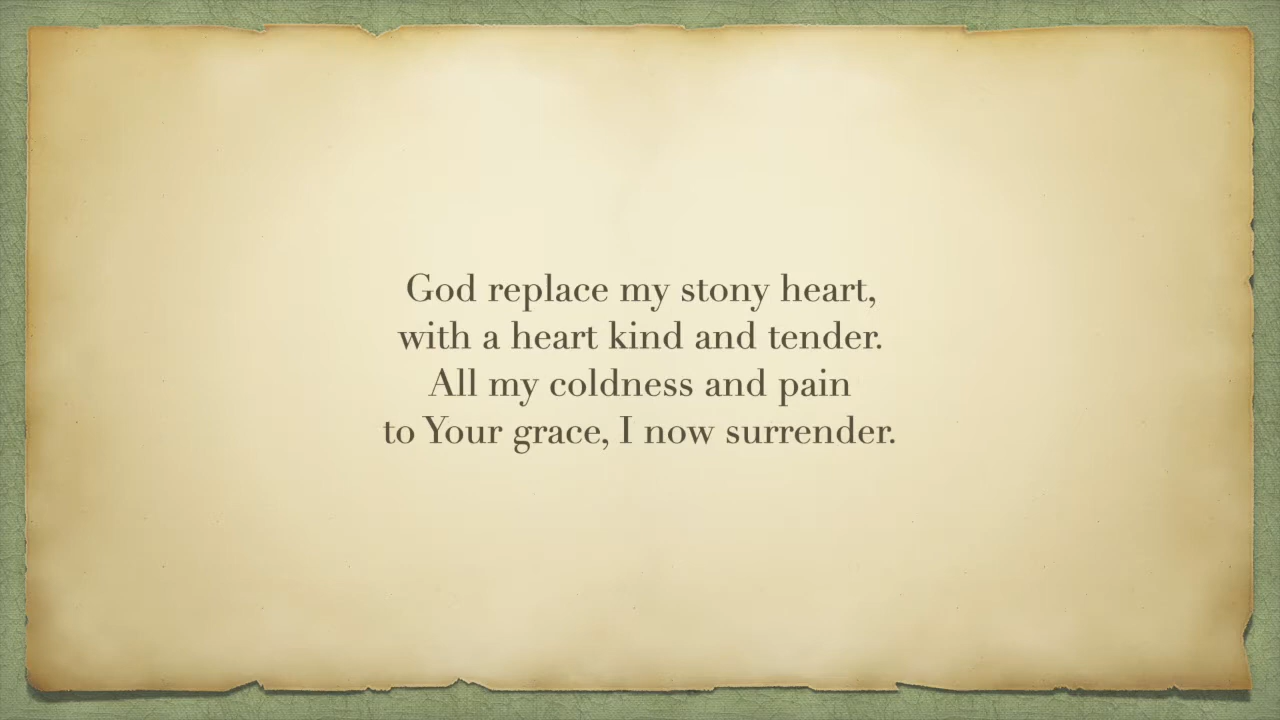 God replace my stony heart,
with a heart kind and tender.
All my coldness and pain
to Your grace, I now surrender.